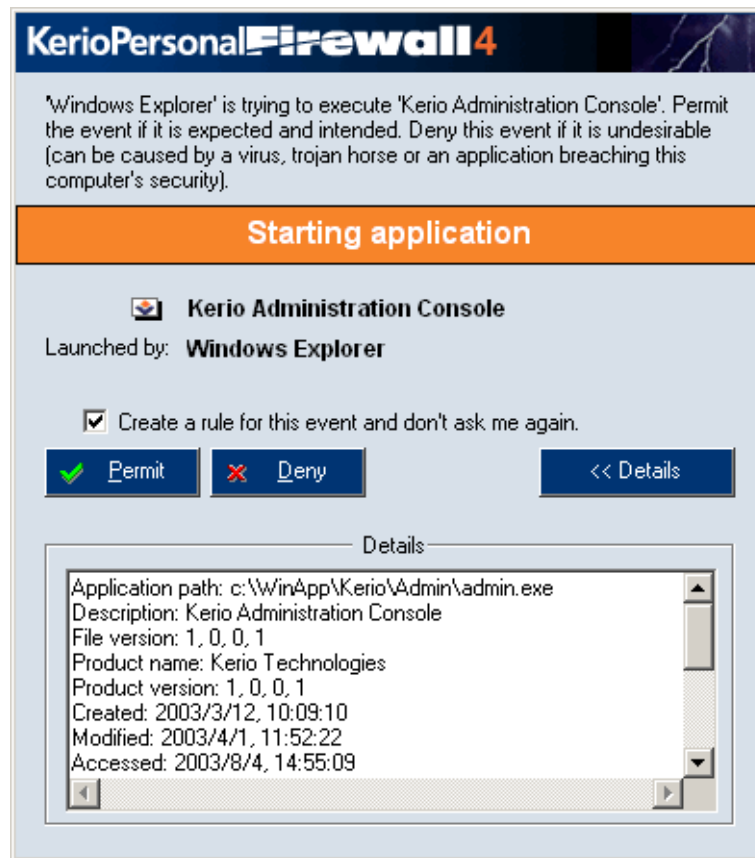 KerioPersonalFirewall4
'Windows Explorer' is trying to execute 'Kerio Administration Console'. Permit
the event if it is expected and intended. Deny this event if it is undesirable
(can be caused by a virus, trojan horse or an application breaching this
computer's security).
Starting application
Kerio Administration Console
Launched by: Windows Explorer
Create a rule for this event and don't ask me again.
Permit Deny << Details
Details
Application path: c:\WinApp\Kerio\Admin\admin.exe
Description: Kerio Administration Console
File version: 1, 0, 0, 1
Product name: Kerio Technologies
Product version: 1, 0, 0, 1
Created: 2003/3/12, 10:09:10
Modified: 2003/4/1, 11:52:22
Accessed: 2003/8/4, 14:55:09